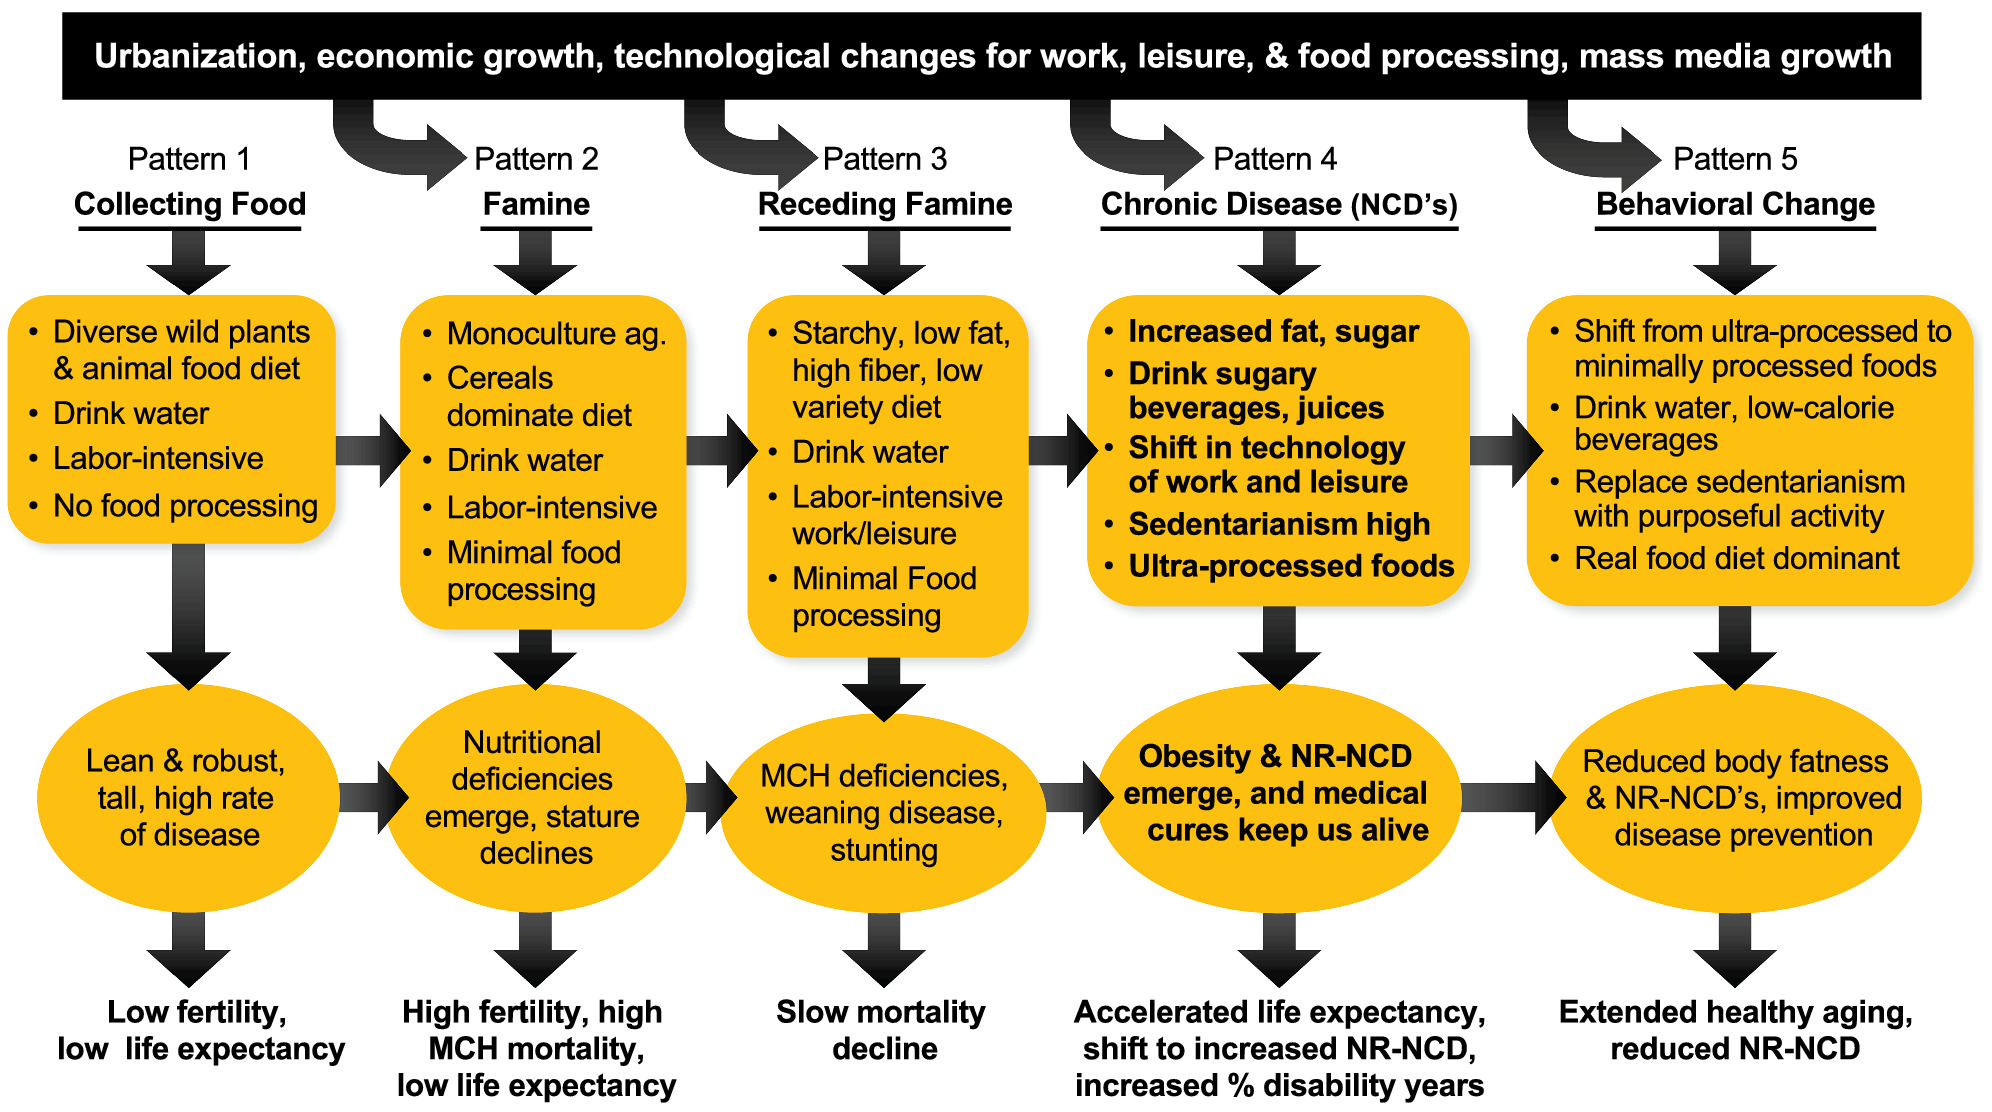 Urbanization, economic growth, technological changes for work, leisure, & food processing, mass media growth
Pattern 1
Collecting Food
Pattern 2
Famine
Pattern 3
Receding Famine
Pattern 4
Chronic Disease (NCD's)
Pattern 5
Behavioral Change
• Diverse wild plants
& animal food diet
• Drink water
• Labor-intensive
• No food processing
• Monoculture ag.
• Cereals
dominate diet
• Drink water
• Labor-intensive
• Minimal food
processing
• Starchy, low fat,
high fiber, low
variety diet
• Drink water
• Labor-intensive
work/leisure
• Minimal Food
processing
• Increased fat, sugar
• Drink sugary
beverages, juices
• Shift in technology
of work and leisure
• Sedentarianism high
• Ultra-processed foods
• Shift from ultra-processed to
minimally processed foods
• Drink water, low-calorie
beverages
• Replace sedentarianism
with purposeful activity
• Real food diet dominant
Lean & robust,
tall, high rate
of disease
Nutritional
deficiencies
emerge, stature
declines
MCH deficiencies,
weaning disease,
stunting
Obesity & NR-NCD
emerge, and medical
cures keep us alive
Reduced body fatness
& NR-NCD's, improved
disease prevention
Low fertility,
low life expectancy
High fertility, high
MCH mortality,
low life expectancy
Slow mortality
decline
Accelerated life expectancy,
shift to increased NR-NCD,
increased % disability years
Extended healthy aging,
reduced NR-NCD